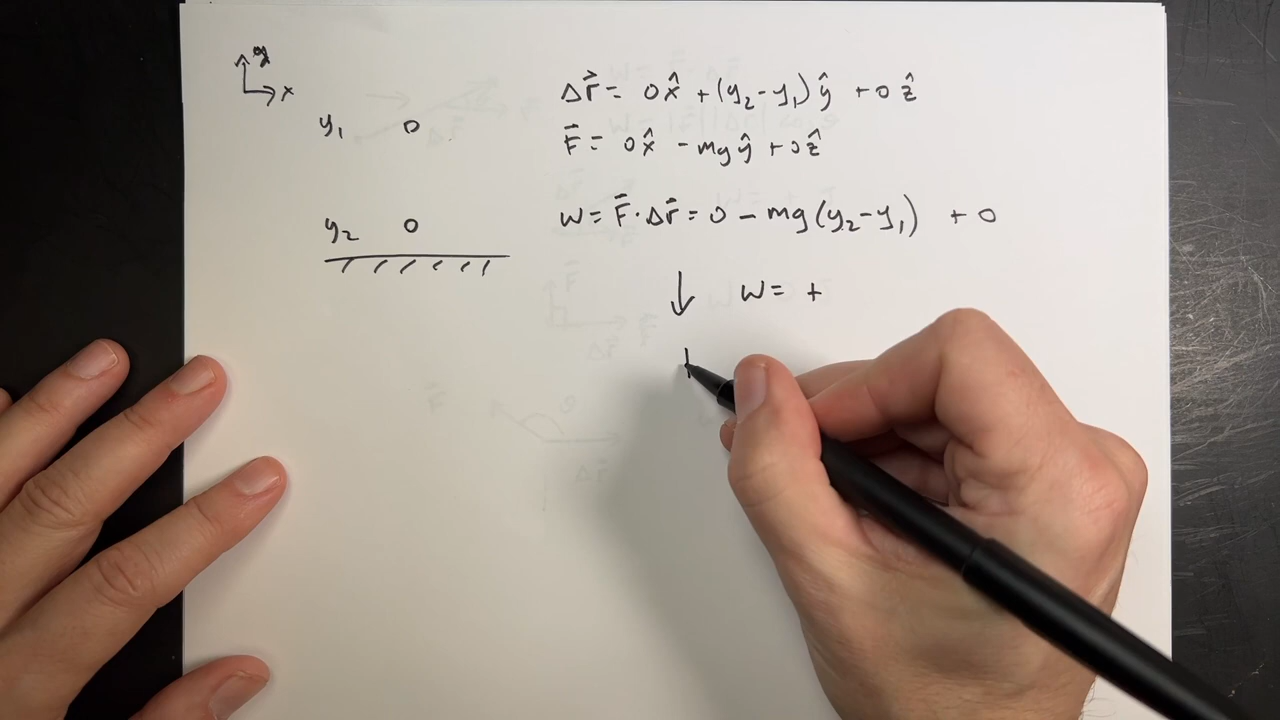 y
x
y₁ o
y₂ o
Δr⃗ = 0x̂ + (y₂-y₁)ŷ + 0ẑ
F⃗ = 0x̂ - mgŷ + 0ẑ
W = F⃗·Δr⃗ = 0 - mg(y₂-y₁) + 0
↓ W = +